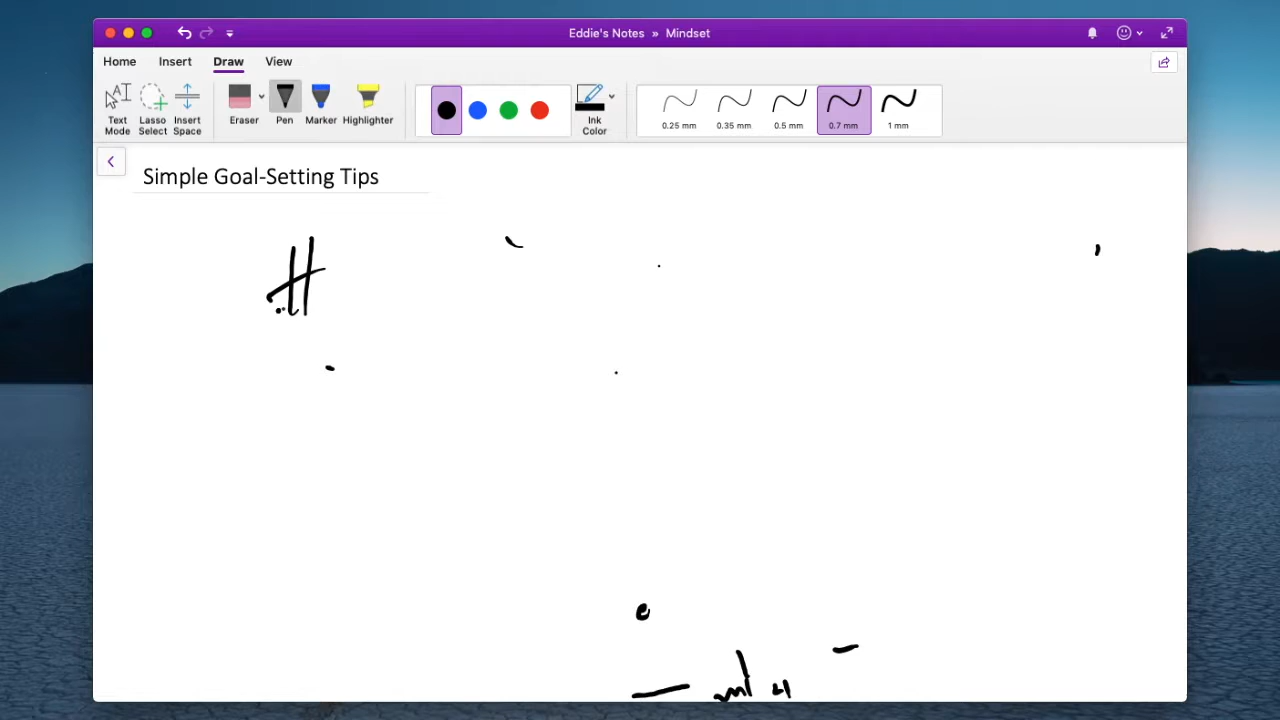 Eddie's Notes » Mindset
Home Insert Draw View
Text Mode
Lasso Select
Insert Space
Eraser
Pen
Marker
Highlighter
Ink Color
0.25 mm
0.35 mm
0.5 mm
0.7 mm
1 mm
Simple Goal-Setting Tips
H